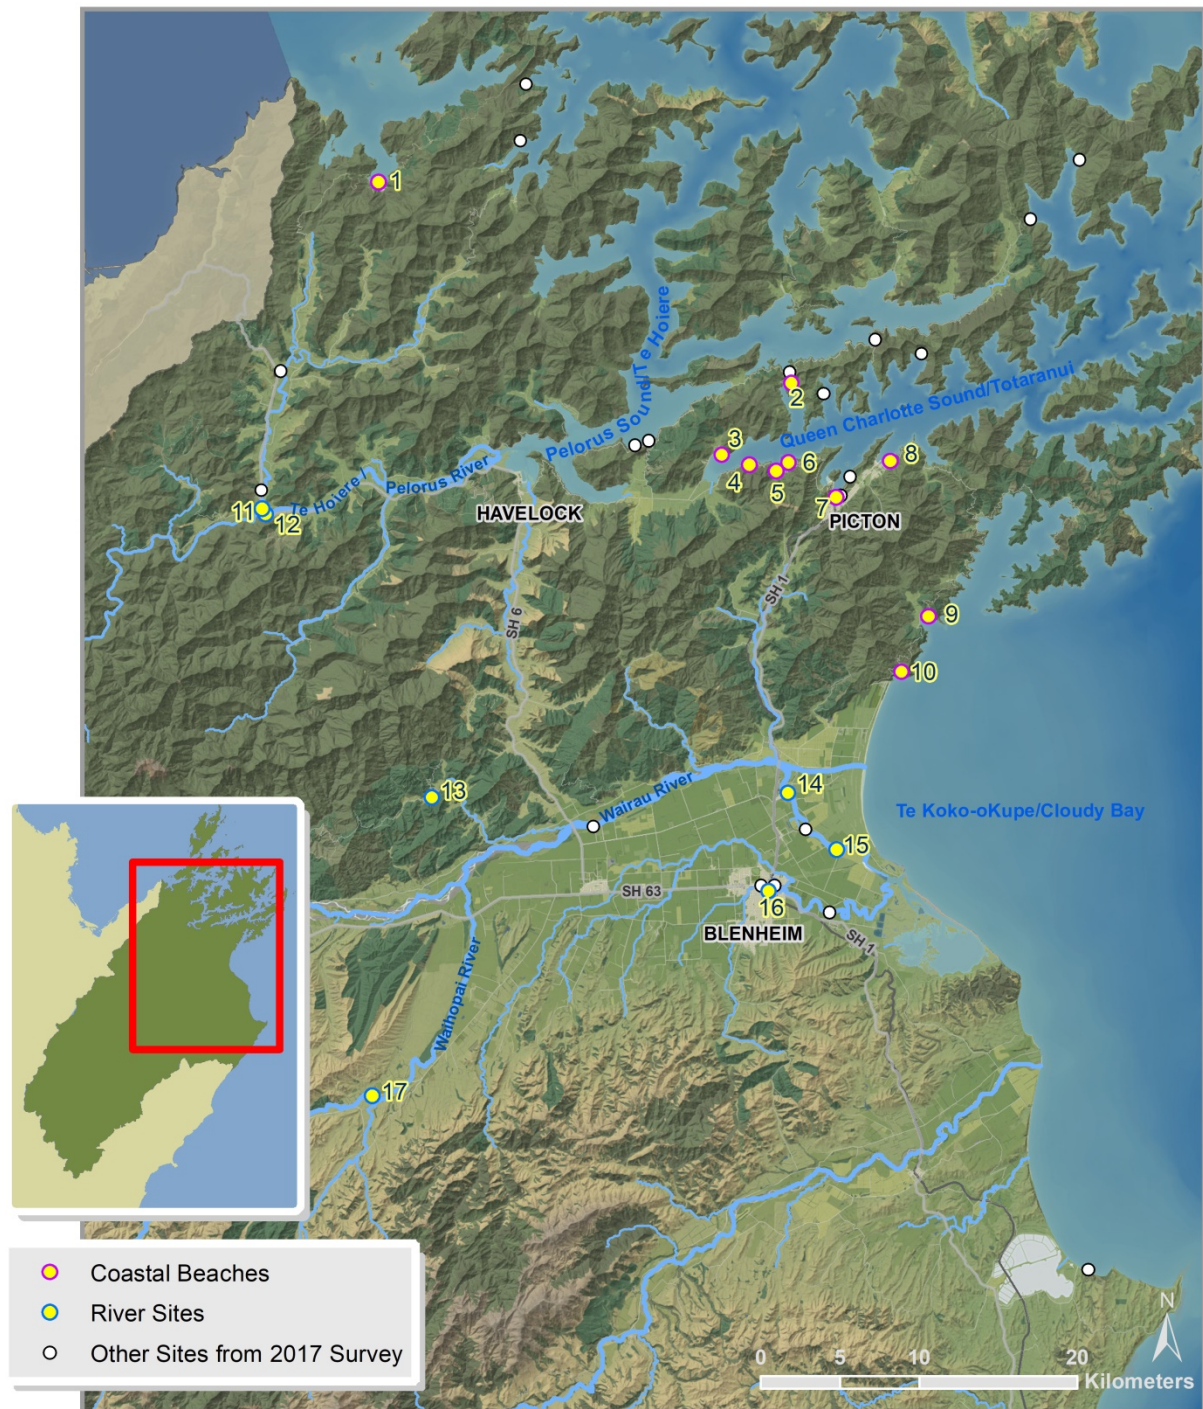 1
Pelorus Sound/Te Hoiere
2
Queen Charlotte Sound/Totaranui
3
4
5
6
8
7
PICTON
Te Hoiere /
Pelorus River
HAVELOCK
11
12
SH 1
SH 6
9
10
13
Wairau River
14
Te Koko-oKupe/Cloudy Bay
15
SH 63
16
BLENHEIM
SH 1
Waihopai River
17
Coastal Beaches
River Sites
Other Sites from 2017 Survey
N
0 5 10 20
Kilometers